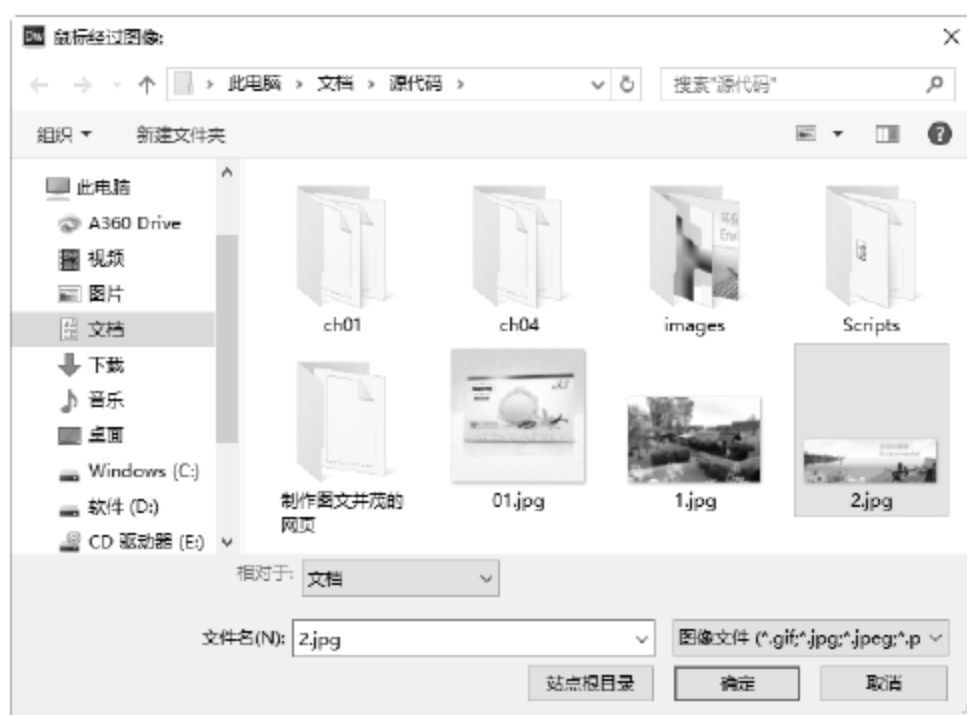 Dw 鼠标经过图像:
此电脑 > 文档 > 源代码 >
搜索"源代码"
组织
新建文件夹
此电脑
A360 Drive
视频
图片
文档
下载
音乐
桌面
Windows (C:)
软件 (D:)
CD 驱动器 (E:)
ch01
ch04
images
Scripts
制作图文并茂的
网页
01.jpg
1.jpg
2.jpg
相对于:
文档
文件名(N):
2.jpg
图像文件 (*.gif;*.jpg;*.jpeg;*.p
站点根目录
确定
取消